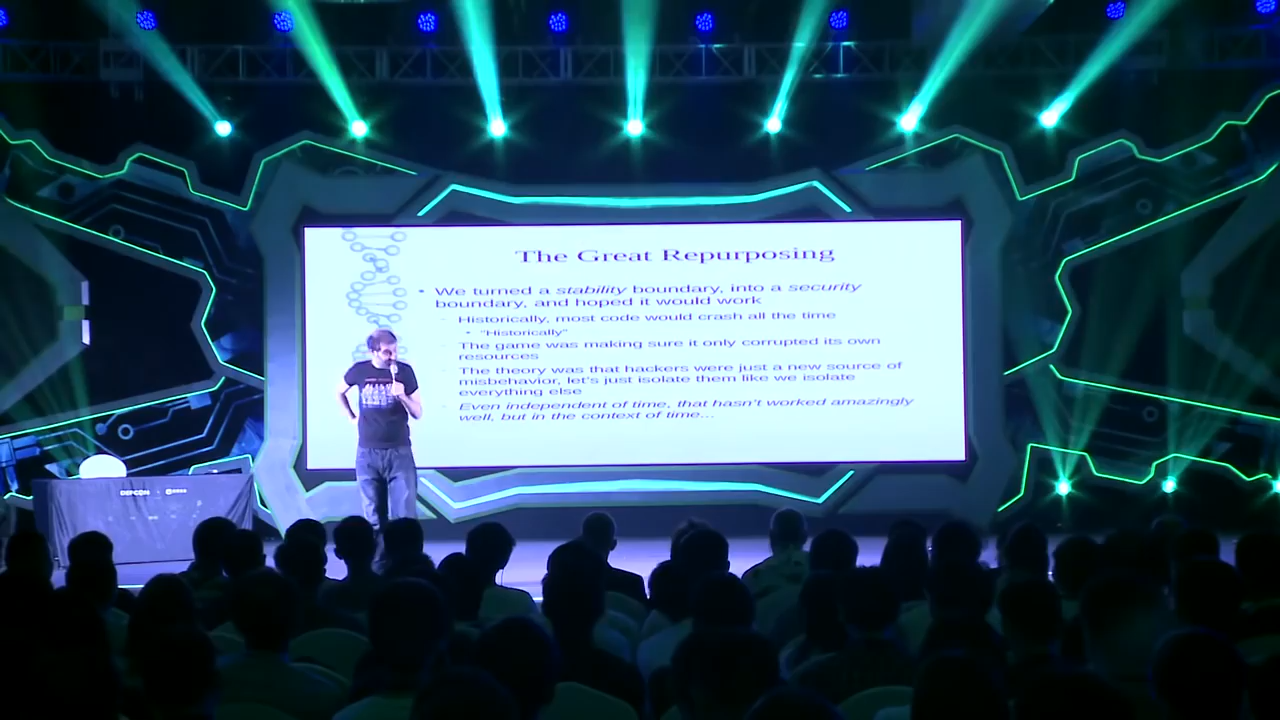 The Great Repurposing
• We turned a stability boundary, into a security
boundary, and hoped it would work
– Historically, most code would crash all the time
• "Historically"
– The game was making sure it only corrupted its own
resources
– The theory was that hackers were just a new source of
misbehavior, let's just isolate them like we isolate
everything else
– Even independent of time, that hasn't worked amazingly
well, but in the context of time...
DEFCON